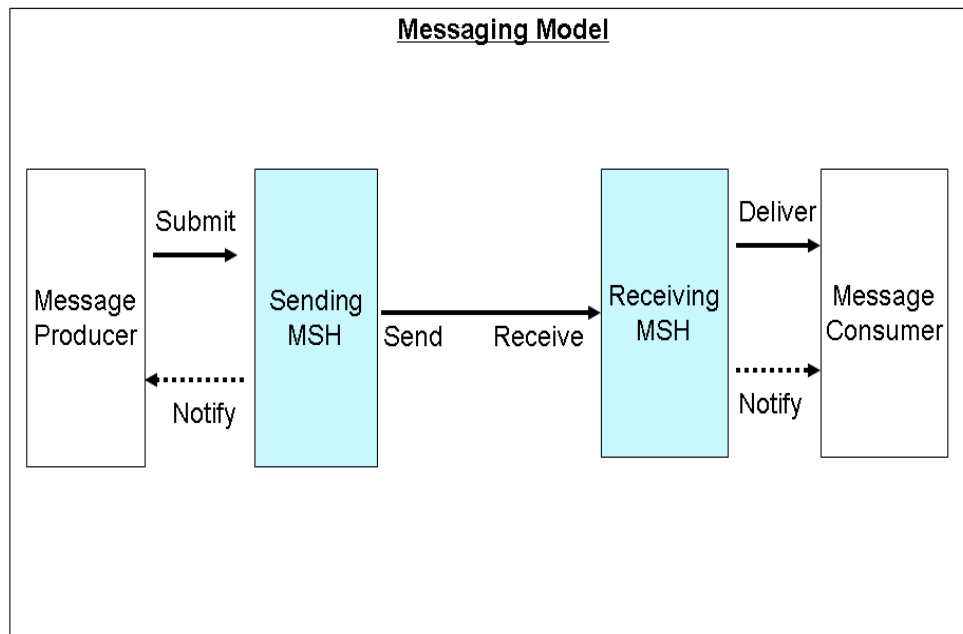 Messaging Model
Submit
Deliver
Message
Producer
Sending
MSH
Receiving
MSH
Message
Consumer
Send
Receive
Notify
Notify